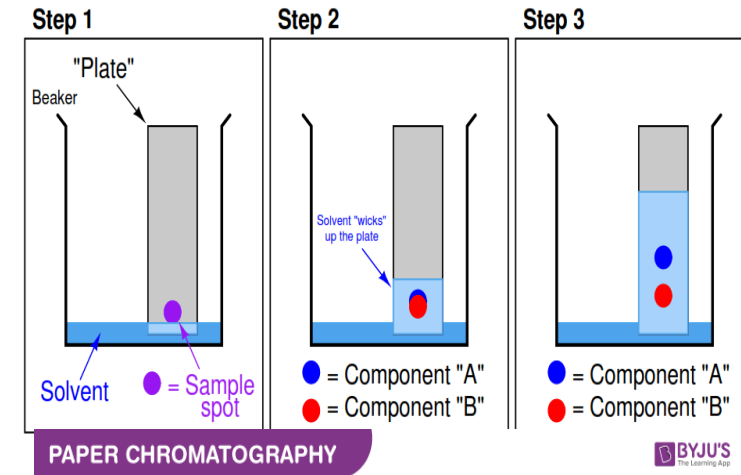 Step 1
"Plate"
Beaker
Solvent
= Sample
spot
Step 2
Solvent "wicks"
up the plate
= Component "A"
= Component "B"
Step 3
= Component "A"
= Component "B"
PAPER CHROMATOGRAPHY
BYJU'S
The Learning App